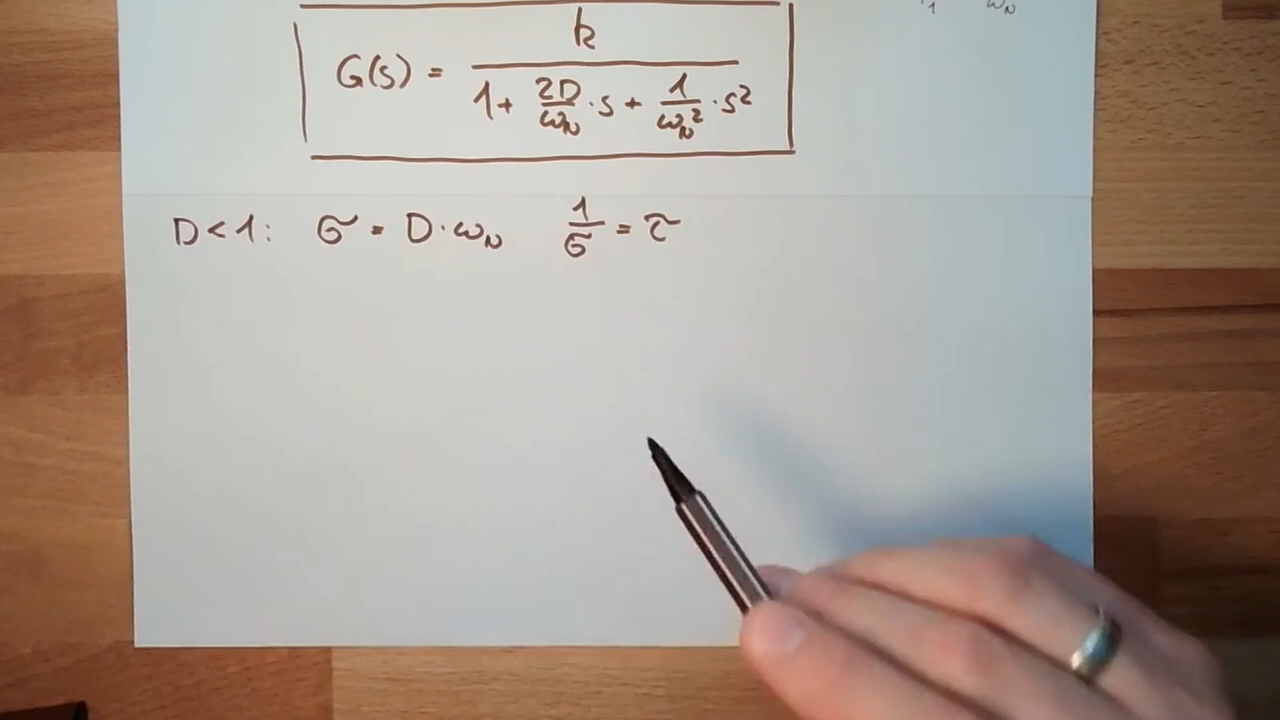 G(s) = k / (1 + 2D/ω_N · s + 1/ω_N² · s²)
D < 1: σ = D · ω_N 1/σ = τ